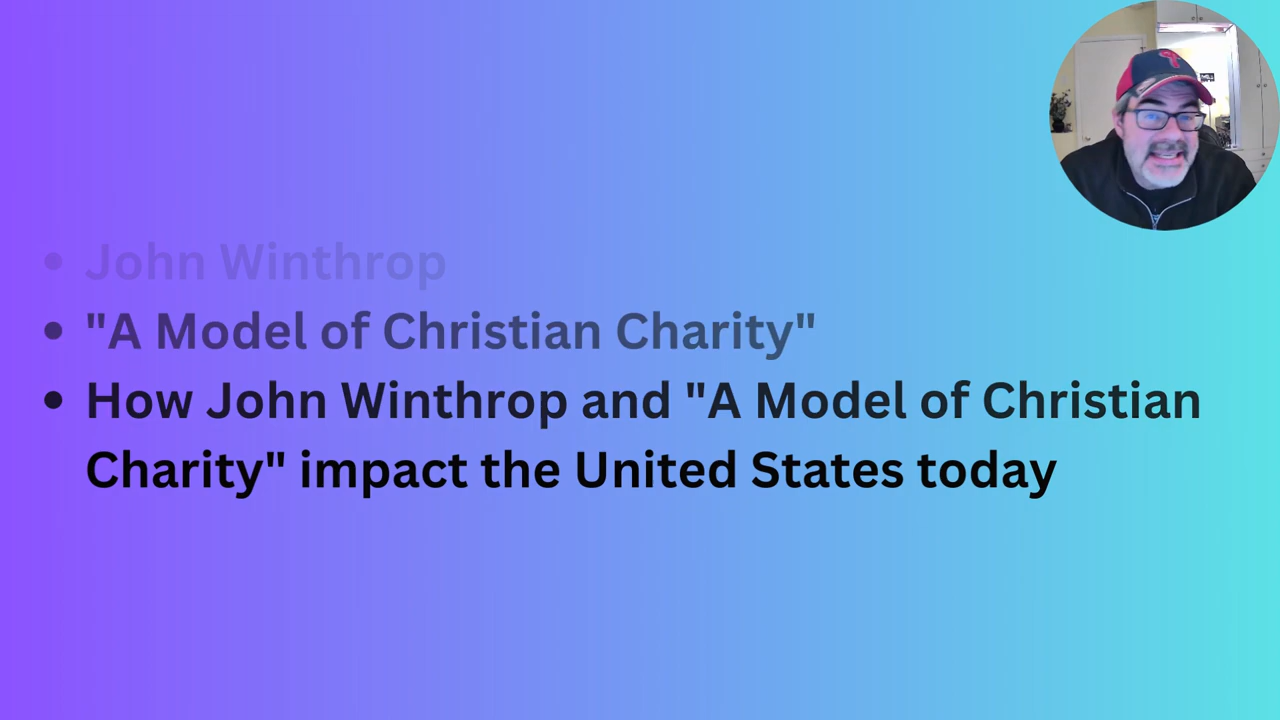 • John Winthrop
• "A Model of Christian Charity"
• How John Winthrop and "A Model of Christian
Charity" impact the United States today